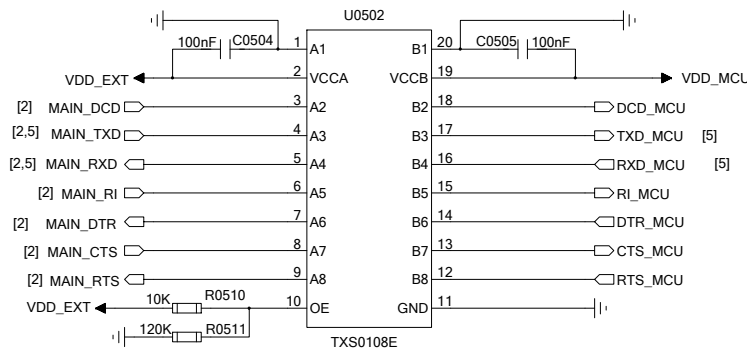 U0502
100nF C0504 1 A1 B1 20 C0505 100nF
VDD_EXT 2 VCCA VCCB 19 VDD_MCU
[2] MAIN_DCD 3 A2 B2 18 DCD_MCU
[2,5] MAIN_TXD 4 A3 B3 17 TXD_MCU [5]
[2,5] MAIN_RXD 5 A4 B4 16 RXD_MCU [5]
[2] MAIN_RI 6 A5 B5 15 RI_MCU
[2] MAIN_DTR 7 A6 B6 14 DTR_MCU
[2] MAIN_CTS 8 A7 B7 13 CTS_MCU
[2] MAIN_RTS 9 A8 B8 12 RTS_MCU
VDD_EXT 10K R0510 10 OE GND 11
120K R0511
TXS0108E